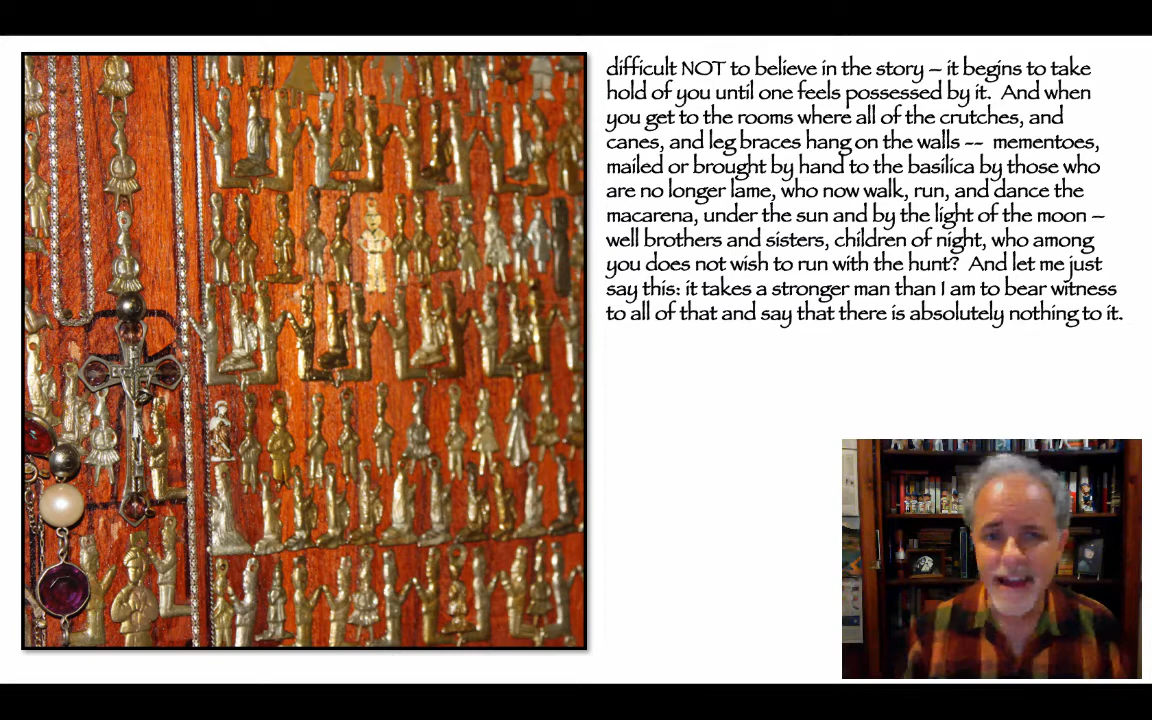 difficult NOT to believe in the story – it begins to take
hold of you until one feels possessed by it.  And when
you get to the rooms where all of the crutches, and
canes, and leg braces hang on the walls --  mementoes,
mailed or brought by hand to the basilica by those who
are no longer lame, who now walk, run, and dance the
macarena, under the sun and by the light of the moon –
well brothers and sisters, children of night, who among
you does not wish to run with the hunt?  And let me just
say this: it takes a stronger man than I am to bear witness
to all of that and say that there is absolutely nothing to it.